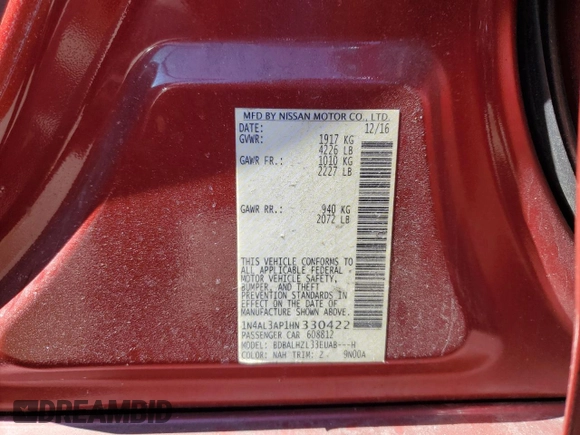 MFD BY NISSAN MOTOR CO., LTD.
DATE: 12/16
GVWR: 1917 KG
4226 LB
GAWR FR.: 1010 KG
2227 LB
GAWR RR.: 940 KG
2072 LB
THIS VEHICLE CONFORMS TO
ALL APPLICABLE FEDERAL
MOTOR VEHICLE SAFETY,
BUMPER, AND THEFT
PREVENTION STANDARDS IN
EFFECT ON THE DATE OF
MANUFACTURE SHOWN ABOVE.
1N4AL3AP1HN330422
PASSENGER CAR 608812
MODEL: BDBALHZL33EUAB---H
COLOR: NAH TRIM: Z 9N00A
DREAMBID